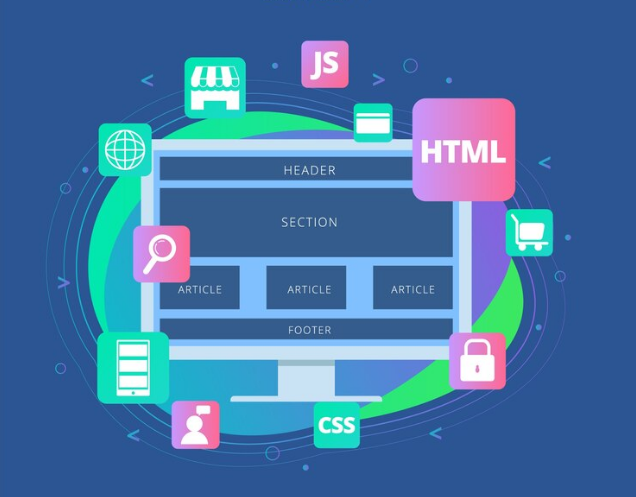 JS
HTML
HEADER
SECTION
ARTICLE
ARTICLE
ARTICLE
FOOTER
CSS